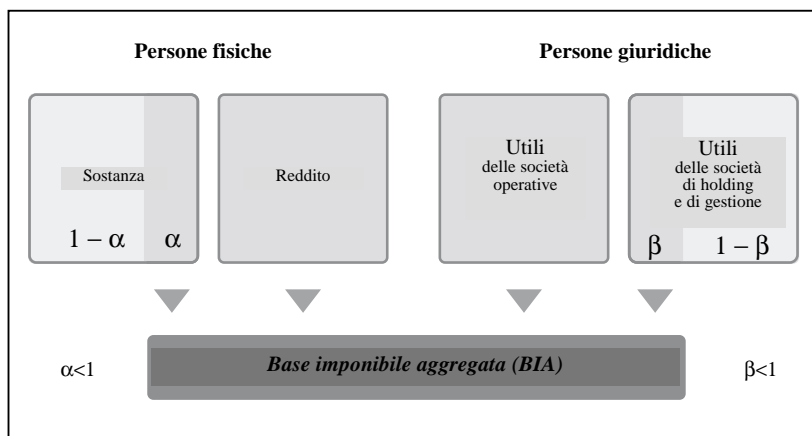 Persone fisiche
Persone giuridiche
Sostanza
1 – α
α
Reddito
Utili
delle società
operative
Utili
delle società
di holding
e di gestione
β
1 – β
α<1
Base imponibile aggregata (BIA)
β<1